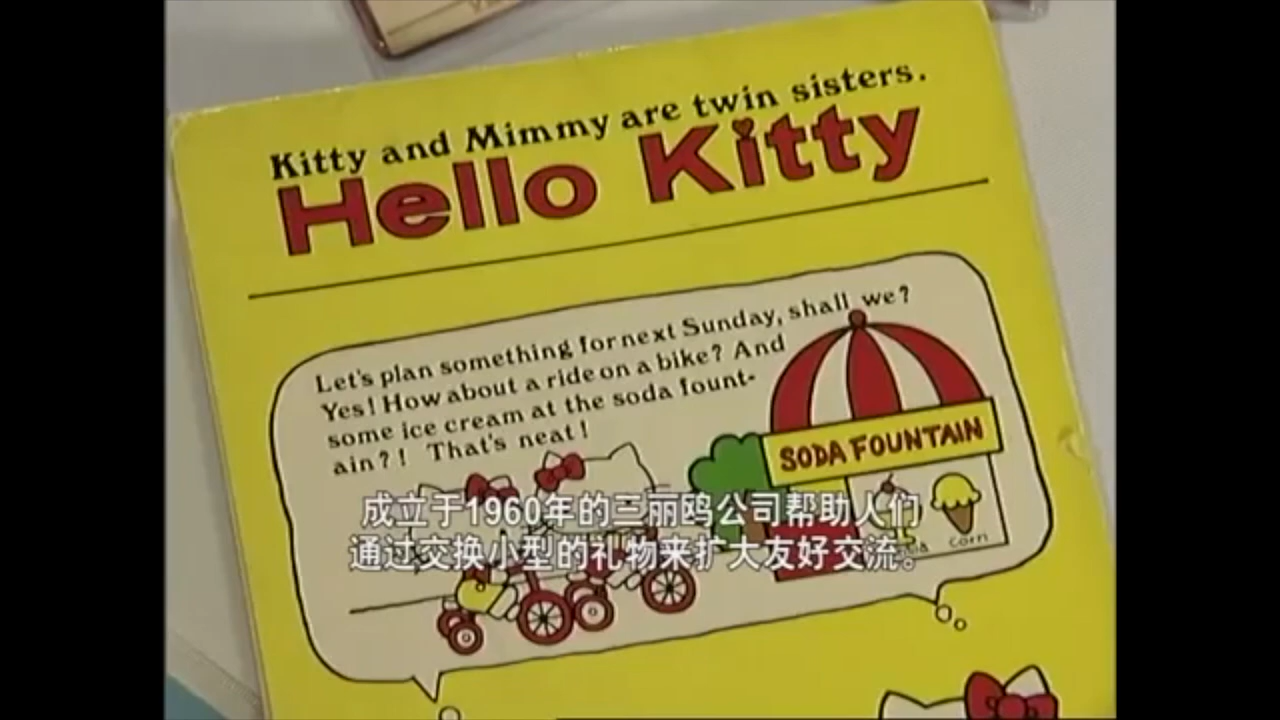 Kitty and Mimmy are twin sisters.
Hello Kitty
Let's plan something for next Sunday, shall we?
Yes! How about a ride on a bike? And
some ice cream at the soda fount-
ain?! That's neat!
SODA FOUNTAIN
corn
成立于1960年的三丽鸥公司帮助人们
通过交换小型的礼物来扩大友好交流。